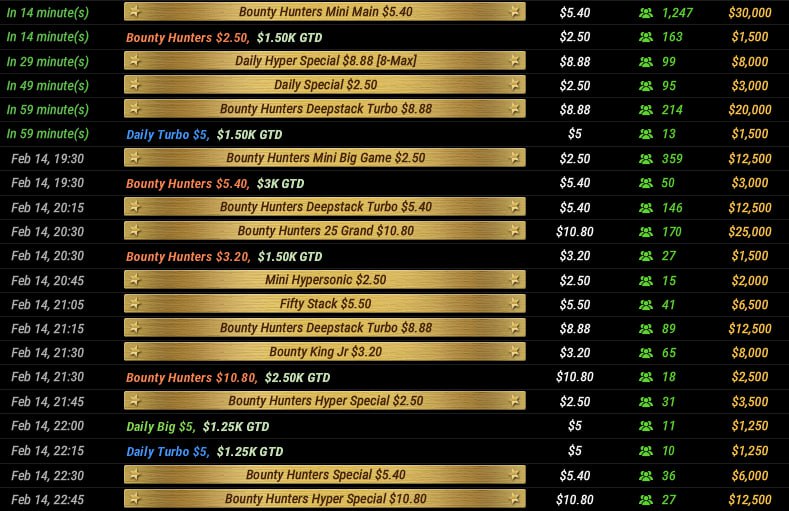 In 14 minute(s) Bounty Hunters Mini Main $5.40 $5.40 1,247 $30,000
In 14 minute(s) Bounty Hunters $2.50, $1.50K GTD $2.50 163 $1,500
In 29 minute(s) Daily Hyper Special $8.88 [8-Max] $8.88 99 $8,000
In 49 minute(s) Daily Special $2.50 $2.50 95 $3,000
In 59 minute(s) Bounty Hunters Deepstack Turbo $8.88 $8.88 214 $20,000
In 59 minute(s) Daily Turbo $5, $1.50K GTD $5 13 $1,500
Feb 14, 19:30 Bounty Hunters Mini Big Game $2.50 $2.50 359 $12,500
Feb 14, 19:30 Bounty Hunters $5.40, $3K GTD $5.40 50 $3,000
Feb 14, 20:15 Bounty Hunters Deepstack Turbo $5.40 $5.40 146 $12,500
Feb 14, 20:30 Bounty Hunters 25 Grand $10.80 $10.80 170 $25,000
Feb 14, 20:30 Bounty Hunters $3.20, $1.50K GTD $3.20 27 $1,500
Feb 14, 20:45 Mini Hypersonic $2.50 $2.50 15 $2,000
Feb 14, 21:05 Fifty Stack $5.50 $5.50 41 $6,500
Feb 14, 21:15 Bounty Hunters Deepstack Turbo $8.88 $8.88 89 $12,500
Feb 14, 21:30 Bounty King Jr $3.20 $3.20 65 $8,000
Feb 14, 21:30 Bounty Hunters $10.80, $2.50K GTD $10.80 18 $2,500
Feb 14, 21:45 Bounty Hunters Hyper Special $2.50 $2.50 31 $3,500
Feb 14, 22:00 Daily Big $5, $1.25K GTD $5 11 $1,250
Feb 14, 22:15 Daily Turbo $5, $1.25K GTD $5 10 $1,250
Feb 14, 22:30 Bounty Hunters Special $5.40 $5.40 36 $6,000
Feb 14, 22:45 Bounty Hunters Hyper Special $10.80 $10.80 27 $12,500